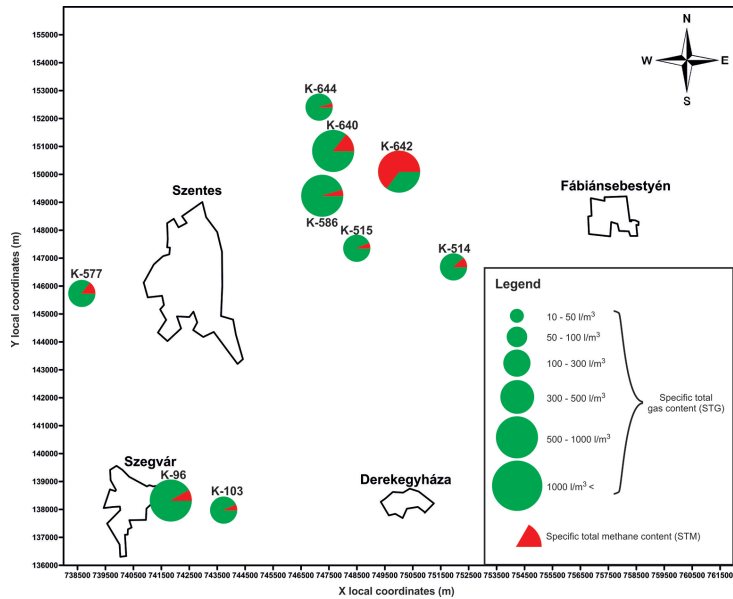 155000
154000
153000
152000
151000
150000
149000
148000
147000
146000
145000
144000
143000
142000
141000
140000
139000
138000
137000
136000
Y local coordinates (m)
N
W
E
S
K-644
K-640
K-642
K-586
K-515
K-514
K-577
Szentes
Fábiánsebestyén
Szegvár
K-96
K-103
Derekegyháza
Legend
10 - 50 l/m³
50 - 100 l/m³
100 - 300 l/m³
300 - 500 l/m³
500 - 1000 l/m³
1000 l/m³ <
Specific total
gas content (STG)
Specific total methane content (STM)
738500 739500 740500 741500 742500 743500 744500 745500 746500 747500 748500 749500 750500 751500 752500 753500 754500 755500 756500 757500 758500 759500 760500 761500
X local coordinates (m)